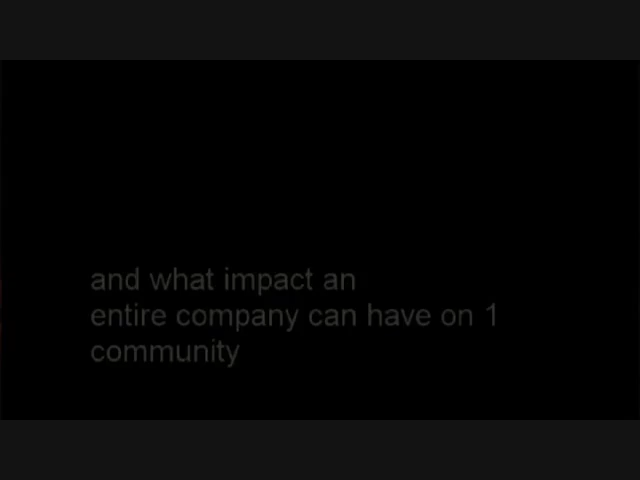 and what impact an
entire company can have on 1
community